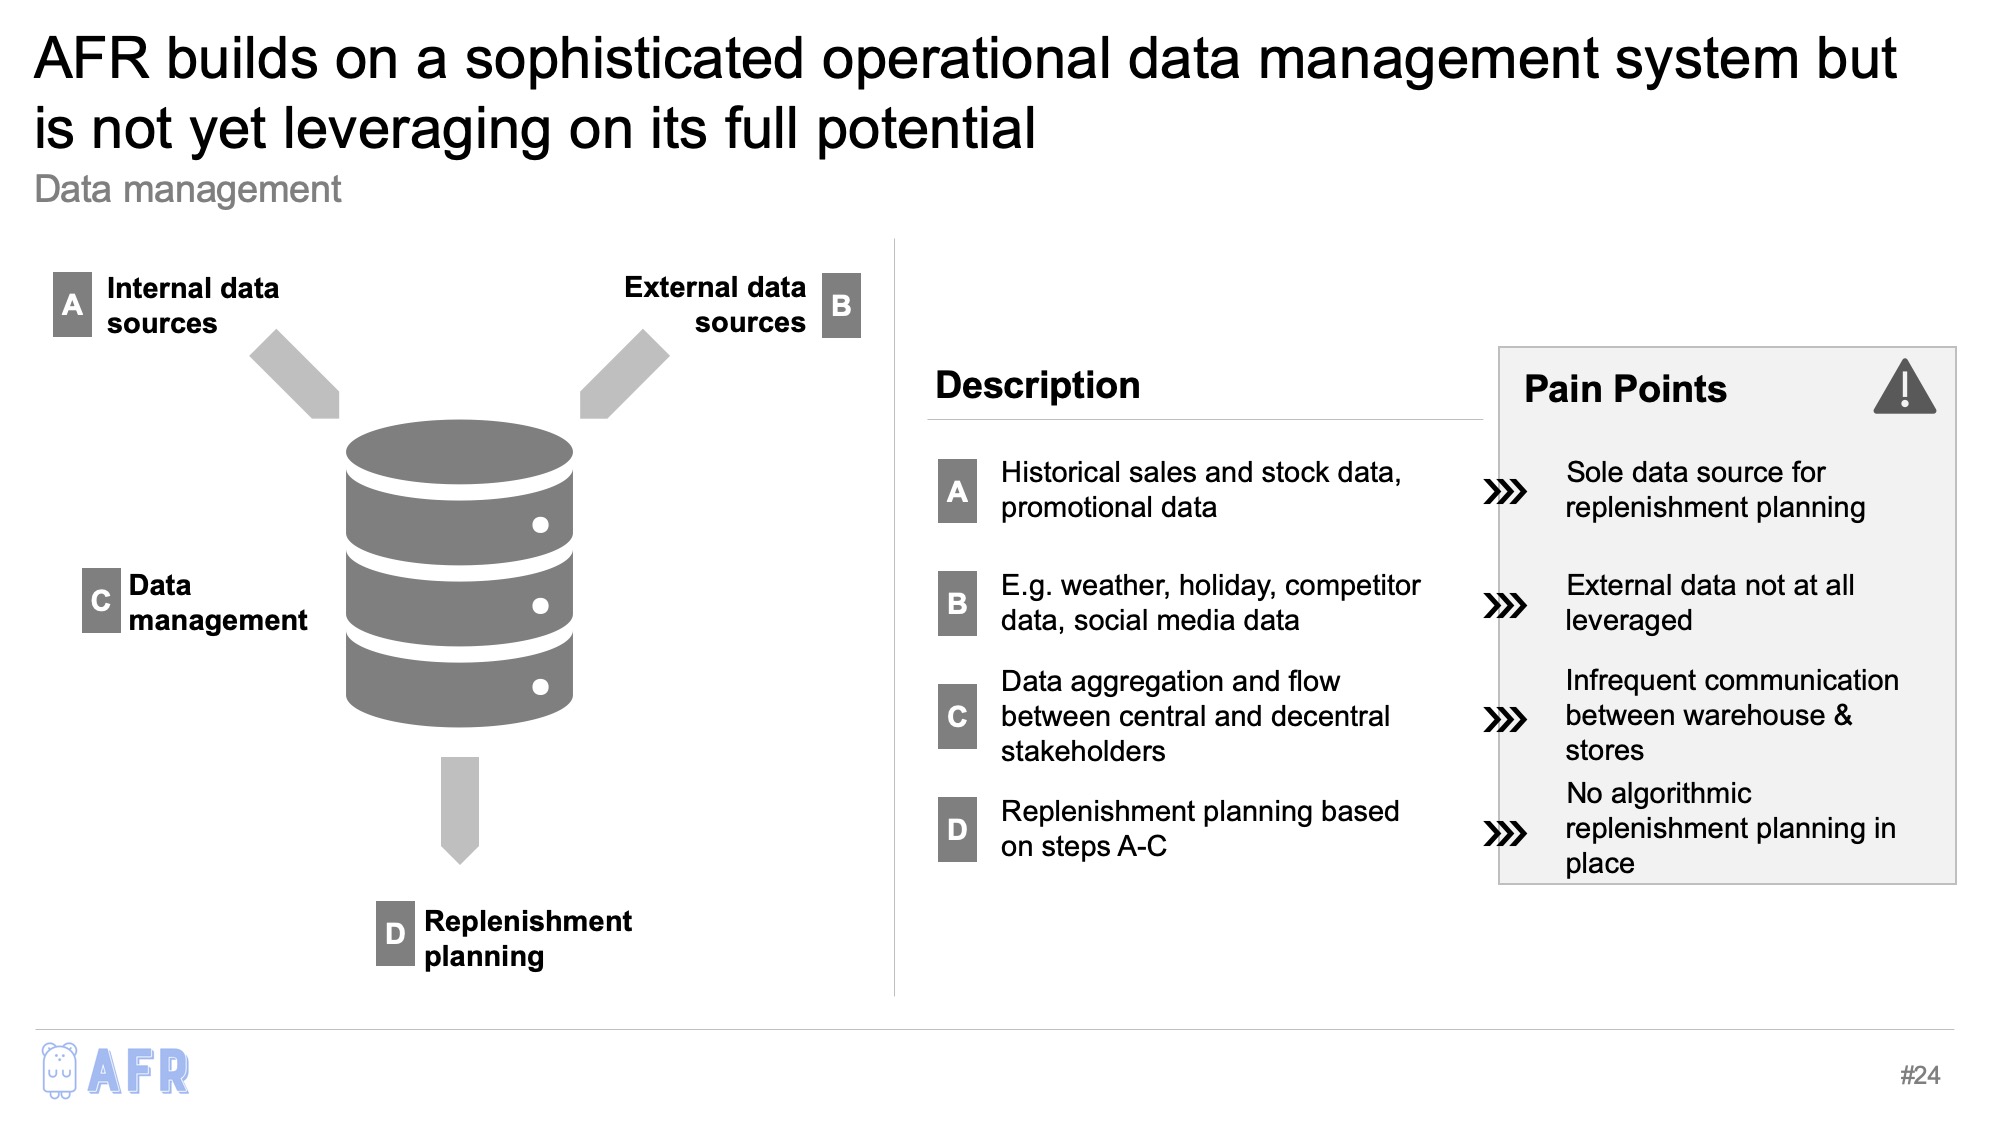 AFR builds on a sophisticated operational data management system but
is not yet leveraging on its full potential
Data management
A
Internal data
sources
External data
sources
B
C
Data
management
D
Replenishment
planning
Description
Pain Points
A
Historical sales and stock data,
promotional data
Sole data source for
replenishment planning
B
E.g. weather, holiday, competitor
data, social media data
External data not at all
leveraged
C
Data aggregation and flow
between central and decentral
stakeholders
Infrequent communication
between warehouse &
stores
D
Replenishment planning based
on steps A-C
No algorithmic
replenishment planning in
place
AFR
#24